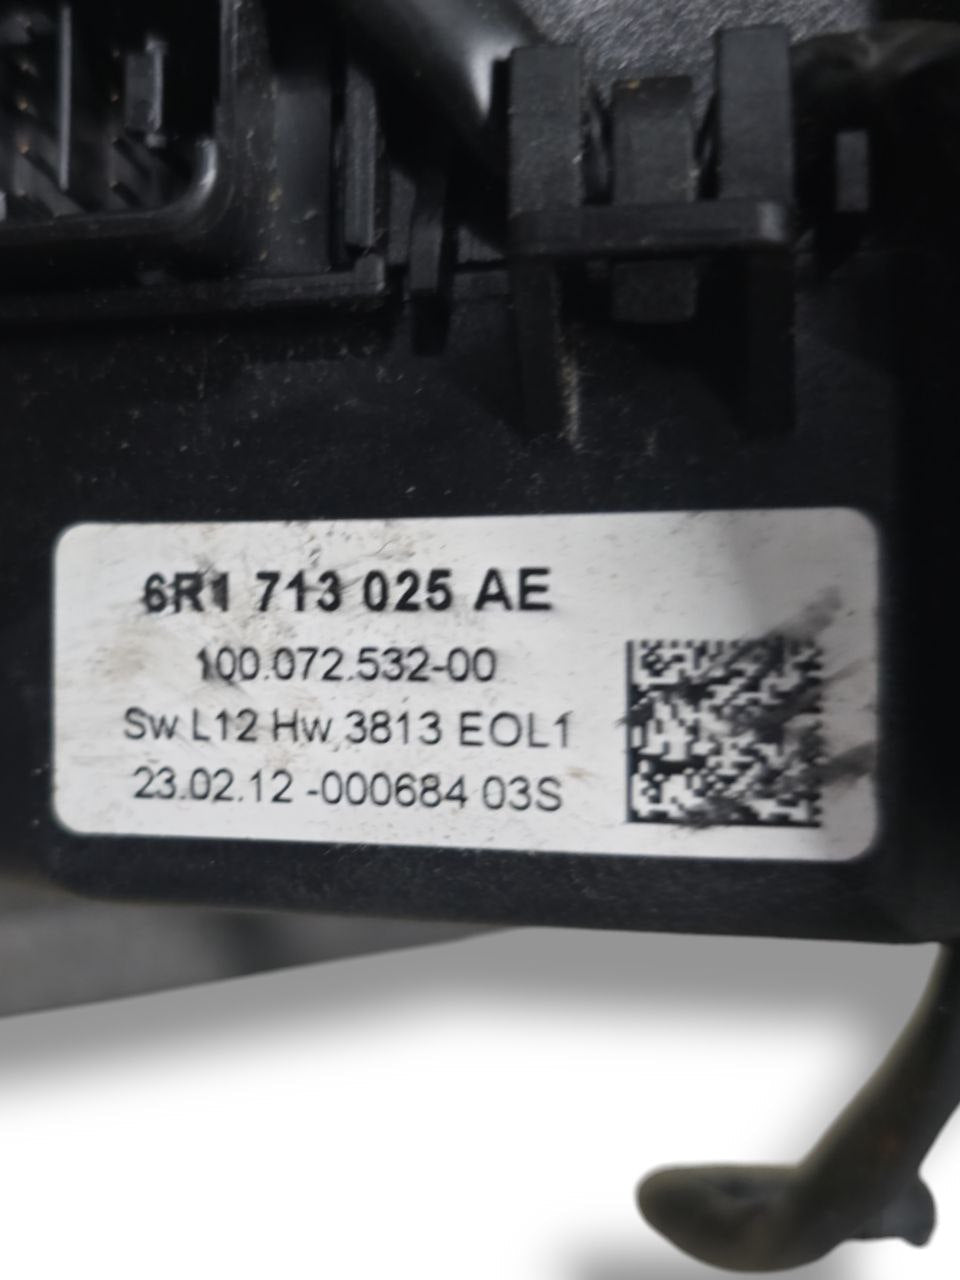 6R1 713 025 AE
100.072.532-00
Sw L12 Hw 3813 EOL1
23.02.12 -000684 03S